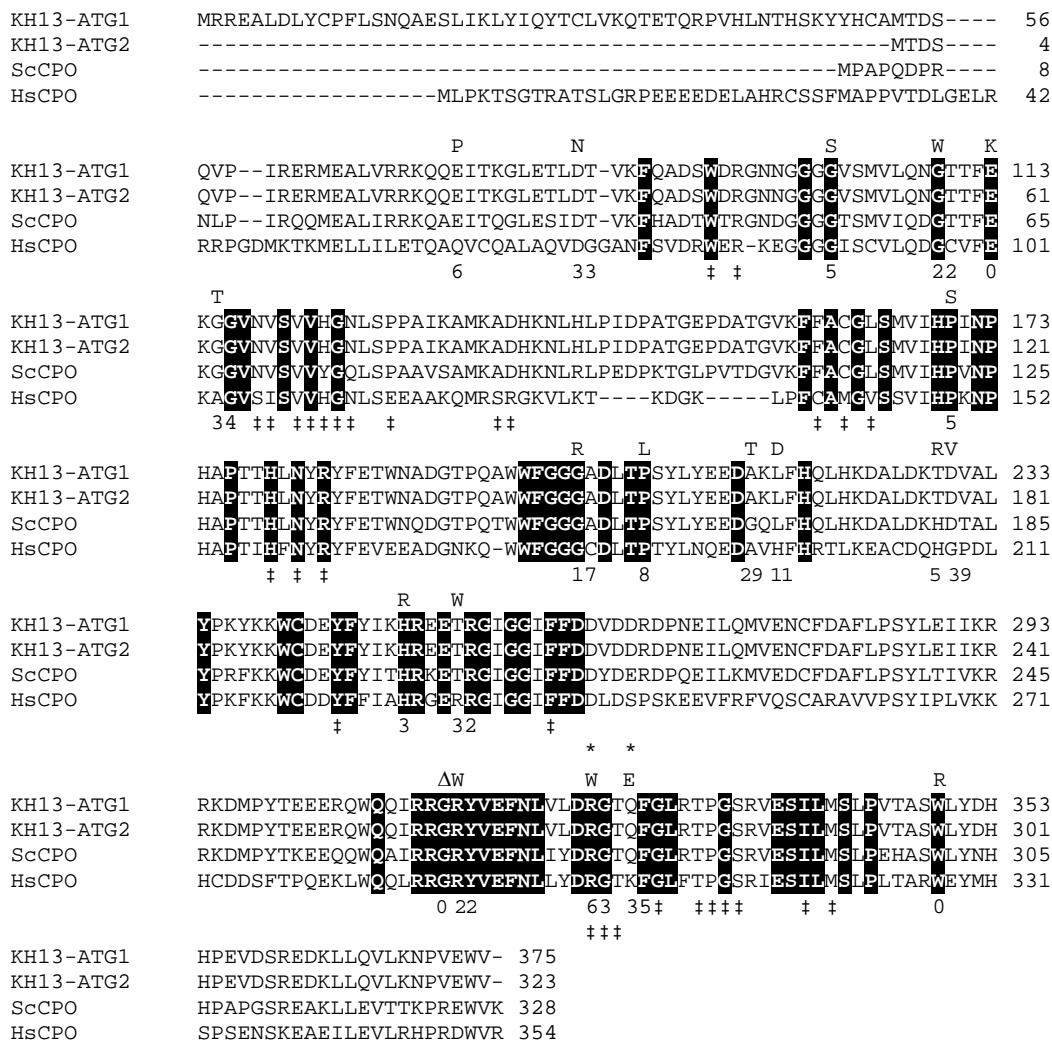 KH13-ATG1 MRREALDLYCPFLSNQAESLIKLYIQYTCLVKQTETQRPVHLNTHSKYYHCAMTDS---- 56
KH13-ATG2 ----------------------------------------------------MTDS---- 4
ScCPO ------------------------------------------------MPAPQDPR---- 8
HsCPO ------------------MLPKTSGTRATSLGRPEEEEDELAHRCSSFMAPPVTDLGELR 42
P N S W K
KH13-ATG1 QVP--IRERMEALVRRKQQEITKGLETLDT-VKFQADSWDRGNNGGGGVSMVLQNGTTFE 113
KH13-ATG2 QVP--IRERMEALVRRKQQEITKGLETLDT-VKFQADSWDRGNNGGGGVSMVLQNGTTFE 61
ScCPO NLP--IRQQMEALIRRKQAEITQGLESIDT-VKFHADTWTRGNDGGGGTSMVIQDGTTFE 65
HsCPO RRPGDMKTKMELLILETQAQVCQALAQVDGGANFSVDRWERK-EGGGGISCVLQDGCVFE 101
6 33 ‡ ‡ 5 22 0
T S
KH13-ATG1 KGGVNVSVVHGNLSPPAIKAMKADHKNLHLPIDPATGEPDATGVKFFACGLSMVIHPINP 173
KH13-ATG2 KGGVNVSVVHGNLSPPAIKAMKADHKNLHLPIDPATGEPDATGVKFFACGLSMVIHPINP 121
ScCPO KGGVNVSVVYGQLSPAAVSAMKADHKNLRLPEDPKTGLPVTDGVKFFACGLSMVIHPVNP 125
HsCPO KAGVSISVVHGNLSEEAAKQMRSRGKVLKT----KDGK-----LPFCAMGVSSVIHPKNP 152
34 ‡‡ ‡‡‡‡‡ ‡ ‡‡ ‡ ‡ ‡ 5
R L T D RV
KH13-ATG1 HAPTTHLNYRYFETWNADGTPQAWWFGGGADLTPSYLYEEDAKLFHQLHKDALDKTDVAL 233
KH13-ATG2 HAPTTHLNYRYFETWNADGTPQAWWFGGGADLTPSYLYEEDAKLFHQLHKDALDKTDVAL 181
ScCPO HAPTTHLNYRYFETWNQDGTPQTWWFGGGADLTPSYLYEEDGQLFHQLHKDALDKHDTAL 185
HsCPO HAPTIHFNYRYFEVEEADGNKQ-WWFGGGCDLTPTYLNQEDAVHFHRTLKEACDQHGPDL 211
‡ ‡ ‡ 17 8 29 11 5 39
R W
KH13-ATG1 YPKYKKWCDEYFYIKHREETRGIGGIFFDDVDDRDPNEILQMVENCFDAFLPSYLEIIKR 293
KH13-ATG2 YPKYKKWCDEYFYIKHREETRGIGGIFFDDVDDRDPNEILQMVENCFDAFLPSYLEIIKR 241
ScCPO YPRFKKWCDEYFYITHRKETRGIGGIFFDDYDERDPQEILKMVEDCFDAFLPSYLTIVKR 245
HsCPO YPKFKKWCDDYFFIAHRGERRGIGGIFFDDLDSPSKEEVFRFVQSCARAVVPSYIPLVKK 271
‡ 3 32 ‡
* *
ΔW W E R
KH13-ATG1 RKDMPYTEEERQWQQIRRGRYVEFNLVLDRGTQFGLRTPGSRVESILMSLPVTASWLYDH 353
KH13-ATG2 RKDMPYTEEERQWQQIRRGRYVEFNLVLDRGTQFGLRTPGSRVESILMSLPVTASWLYDH 301
ScCPO RKDMPYTKEEQQWQAIRRGRYVEFNLIYDRGTQFGLRTPGSRVESILMSLPEHASWLYNH 305
HsCPO HCDDSFTPQEKLWQQLRRGRYVEFNLLYDRGTKFGLFTPGSRIESILMSLPLTARWEYMH 331
0 22 63 35‡ ‡‡‡‡ ‡ ‡ 0
‡‡‡
KH13-ATG1 HPEVDSREDKLLQVLKNPVEWV- 375
KH13-ATG2 HPEVDSREDKLLQVLKNPVEWV- 323
ScCPO HPAPGSREAKLLEVTTKPREWVK 328
HsCPO SPSENSKEAEILEVLRHPRDWVR 354